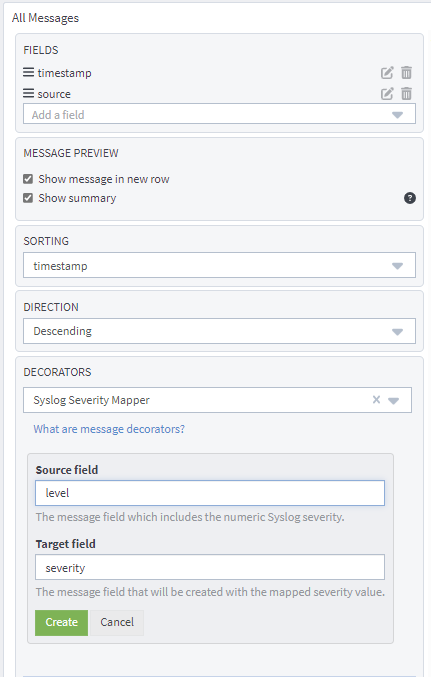 All Messages
FIELDS
timestamp
source
Add a field
MESSAGE PREVIEW
Show message in new row
Show summary
?
SORTING
timestamp
DIRECTION
Descending
DECORATORS
Syslog Severity Mapper
What are message decorators?
Source field
level
The message field which includes the numeric Syslog severity.
Target field
severity
The message field that will be created with the mapped severity value.
Create Cancel